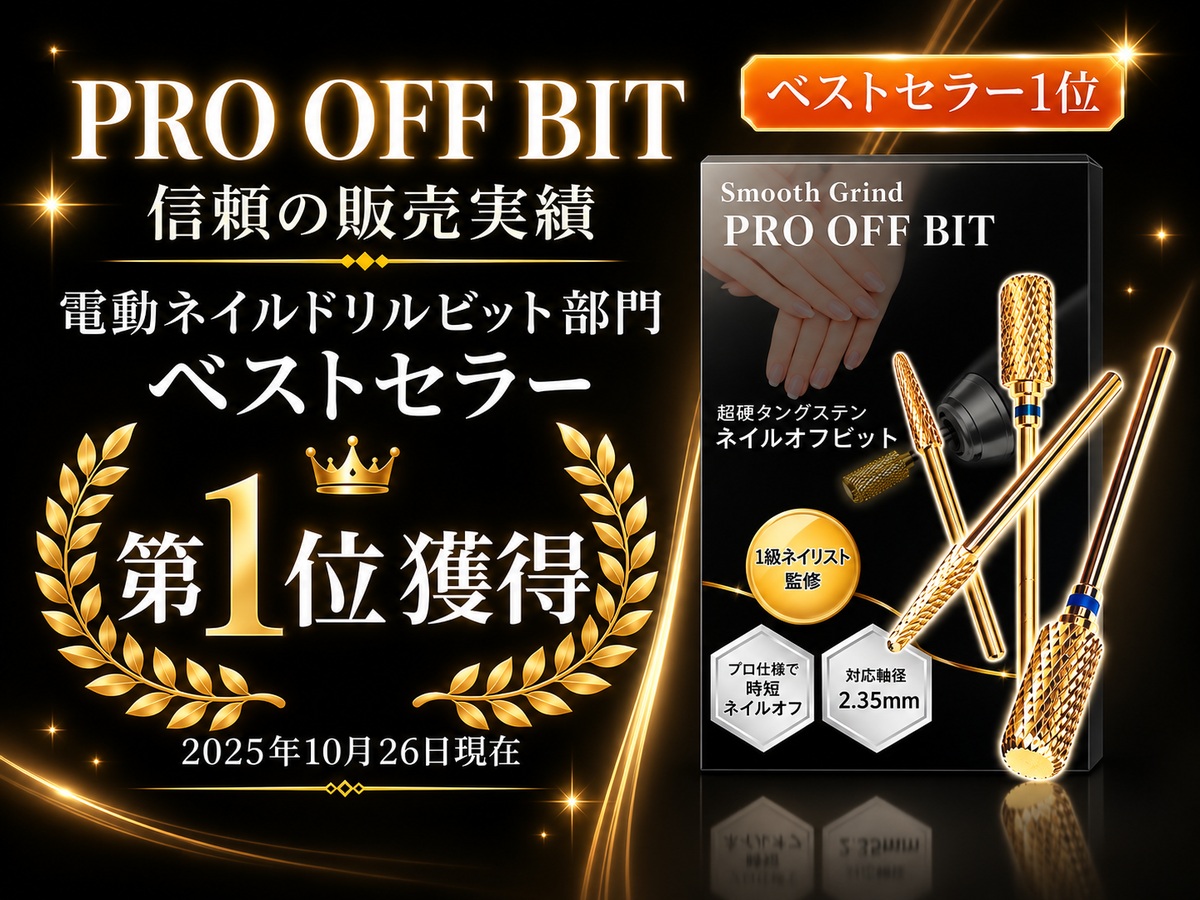 PRO OFF BIT
信頼の販売実績
電動ネイルドリルビット部門
ベストセラー
第1位獲得
2025年10月26日現在
ベストセラー1位
Smooth Grind
PRO OFF BIT
超硬タングステン
ネイルオフビット
1級ネイリスト
監修
プロ仕様で
時短
ネイルオフ
対応軸径
2.35mm